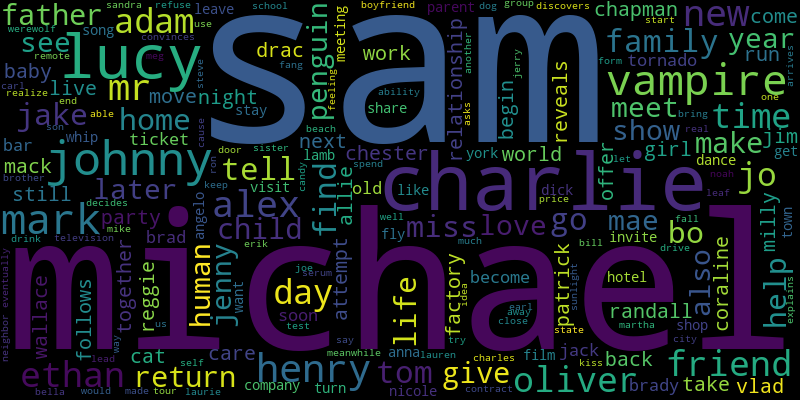 father
adam
song
use
sandra
convinces
refuse
leave
school
boyfriend
dog
group
discovers
sam
parent
chapman
new
come
werewolf
start
see
lucy
drac
work
penguin
meeting
another
family
year
remote
meg
fang
feeling
jerry
form
tornado
run
arrives
baby
live
mr
carl
realize
end
able
jake
move
night
steve
share
ability
relationship
begin
reveals
vampire
one
home
son
stay
asks
meet
time
bring
bar
whip
ticket
cause
door
sister
beach
next
chester
york
world
show
real
girl
make
jim
get
mack
johnny
tell
lamb
offer
let
dance
brother
ron
candy
spend
charlie
noah
still
later
visit
find
allie
old
like
dick
price
leaf
jo
decides
keep
mark
party
alex
miss
love
go
mae
bo
milly
town
mike
angelo
child
well
fly
much
bill
invite
fall
drink
television
brad
erik
michael
drive
neighbor
eventually
wallace
follows
together
reggie
human
jenny
want
joe
serum
day
attempt
life
factory
idea
become
patrick
sunlight
hotel
also
coraline
help
explains
us
soon
test
earl
away
close
randall
martha
shop
city
lead
way
cat
care
self
say
meanwhile
try
state
film
jack
back
friend
anna
lauren
charles
kiss
ethan
return
henry
tom
give
oliver
brady
take
vlad
bella
would
made
tour
laurie
company
turn
nicole
contract